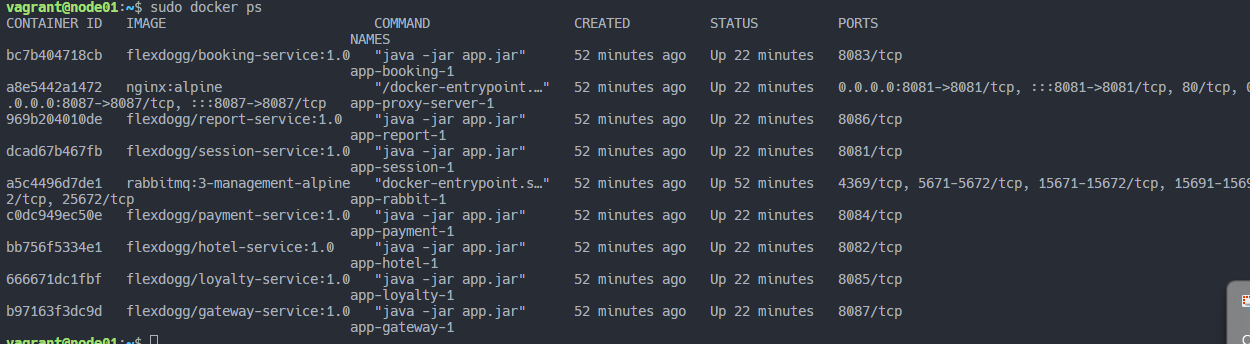 vagrant@node01:~$ sudo docker ps
CONTAINER ID IMAGE COMMAND CREATED STATUS PORTS
NAMES
bc7b404718cb flexdogg/booking-service:1.0 "java -jar app.jar" 52 minutes ago Up 22 minutes 8083/tcp
app-booking-1
a8e5442a1472 nginx:alpine "/docker-entrypoint.…" 52 minutes ago Up 22 minutes 0.0.0.0:8081->8081/tcp, :::8081->8081/tcp, 80/tcp, 0
.0.0.0:8087->8087/tcp, :::8087->8087/tcp app-proxy-server-1
969b204010de flexdogg/report-service:1.0 "java -jar app.jar" 52 minutes ago Up 22 minutes 8086/tcp
app-report-1
dcad67b467fb flexdogg/session-service:1.0 "java -jar app.jar" 52 minutes ago Up 22 minutes 8081/tcp
app-session-1
a5c4496d7de1 rabbitmq:3-management-alpine "docker-entrypoint.s…" 52 minutes ago Up 52 minutes 4369/tcp, 5671-5672/tcp, 15671-15672/tcp, 15691-1569
2/tcp, 25672/tcp app-rabbit-1
c0dc949ec50e flexdogg/payment-service:1.0 "java -jar app.jar" 52 minutes ago Up 22 minutes 8084/tcp
app-payment-1
bb756f5334e1 flexdogg/hotel-service:1.0 "java -jar app.jar" 52 minutes ago Up 22 minutes 8082/tcp
app-hotel-1
666671dc1fbf flexdogg/loyalty-service:1.0 "java -jar app.jar" 52 minutes ago Up 22 minutes 8085/tcp
app-loyalty-1
b97163f3dc9d flexdogg/gateway-service:1.0 "java -jar app.jar" 52 minutes ago Up 22 minutes 8087/tcp
app-gateway-1
vagrant@node01:~$